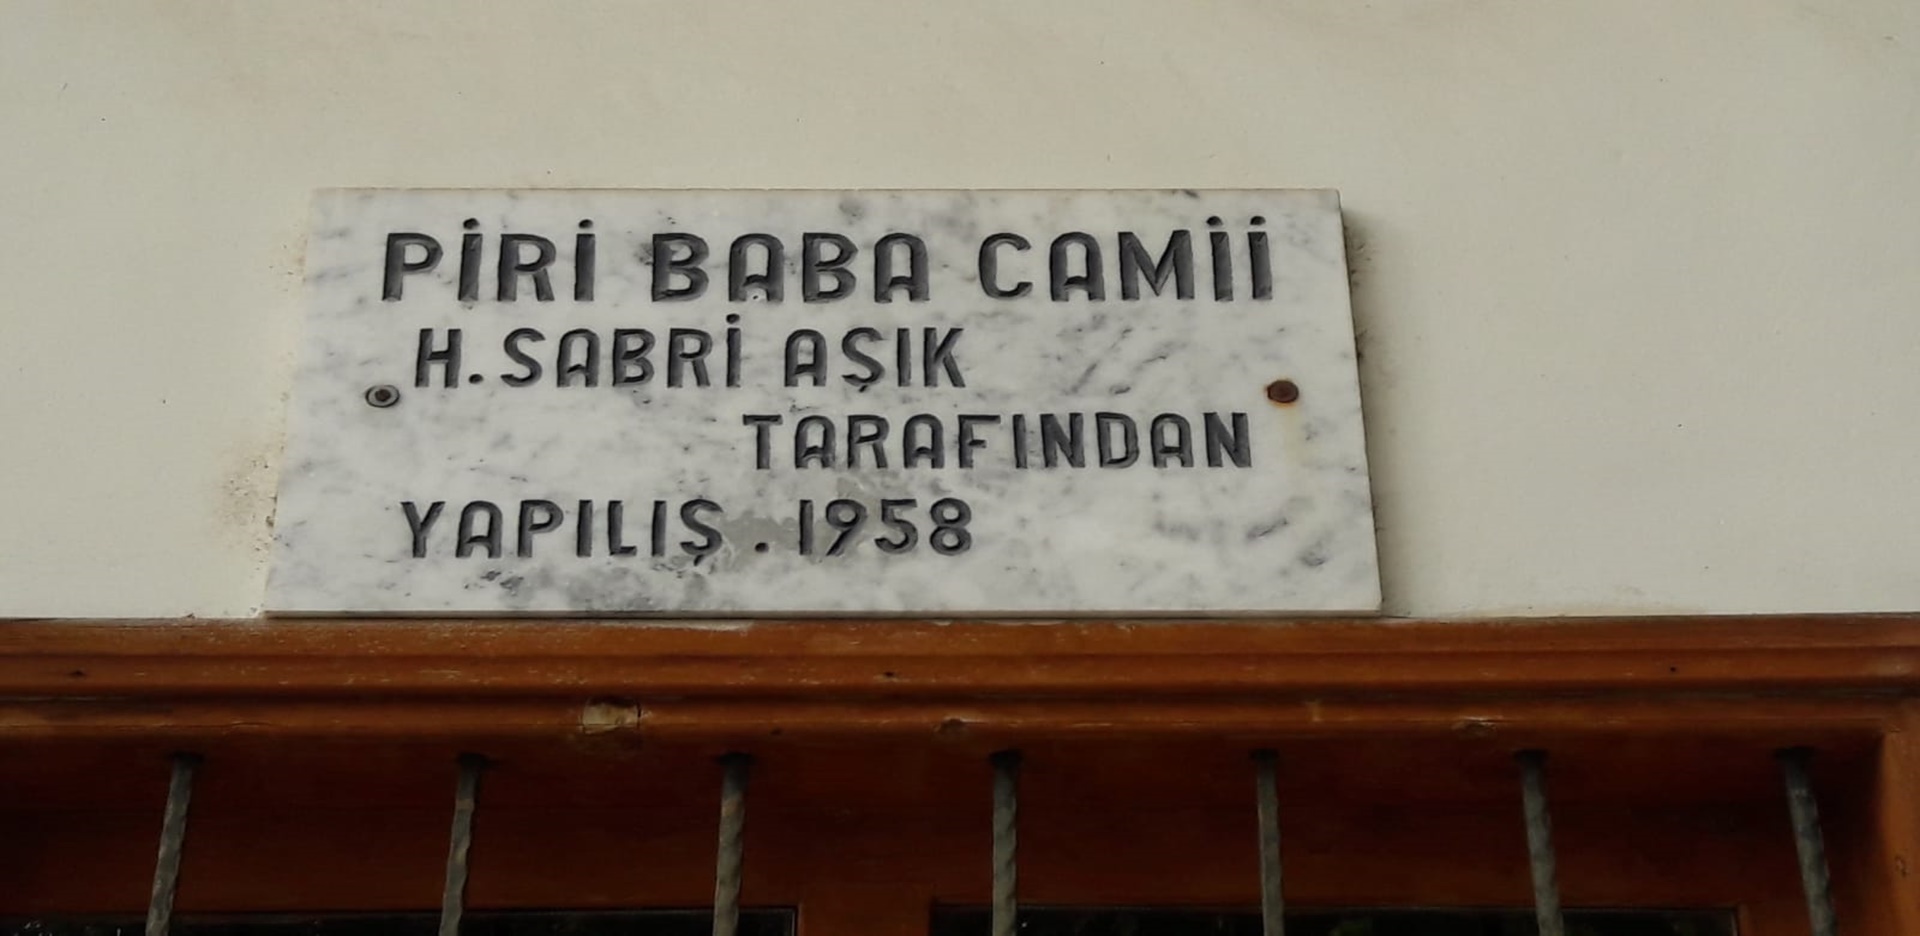 PİRİ BABA CAMİİ
H. SABRİ AŞIK
TARAFINDAN
YAPILIŞ . 1958